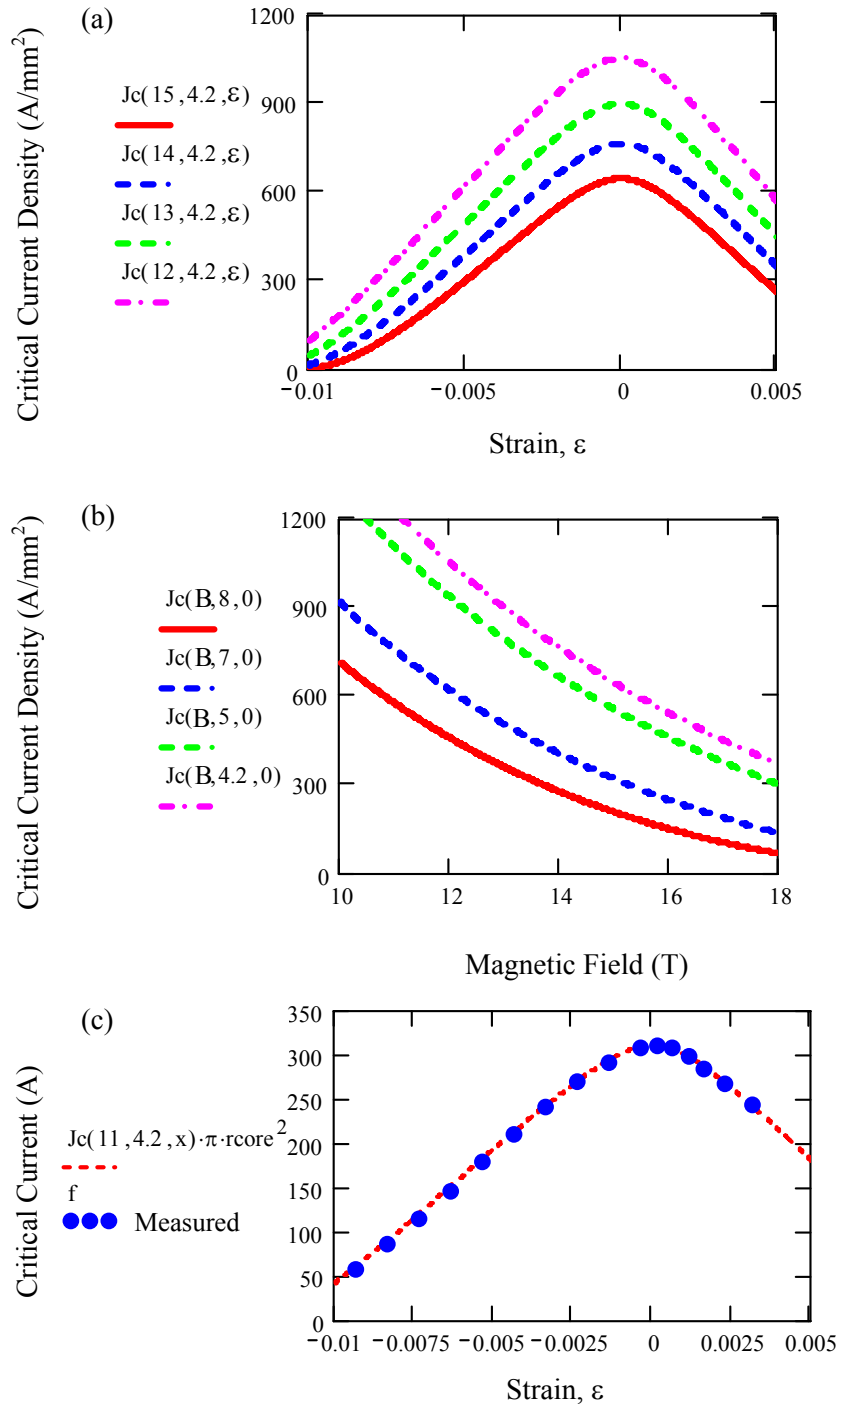 (a)
Critical Current Density (A/mm²)
1200
900
600
300
0
Jc(15,4.2,ε)
Jc(14,4.2,ε)
Jc(13,4.2,ε)
Jc(12,4.2,ε)
−0.01
−0.005
0
0.005
Strain, ε
(b)
Critical Current Density (A/mm²)
1200
900
600
300
0
Jc(B,8,0)
Jc(B,7,0)
Jc(B,5,0)
Jc(B,4.2,0)
10
12
14
16
18
Magnetic Field (T)
(c)
Critical Current (A)
350
300
250
200
150
100
50
0
Jc(11,4.2,x)·π·rcore²
f
Measured
−0.01
−0.0075
−0.005
−0.0025
0
0.0025
0.005
Strain, ε